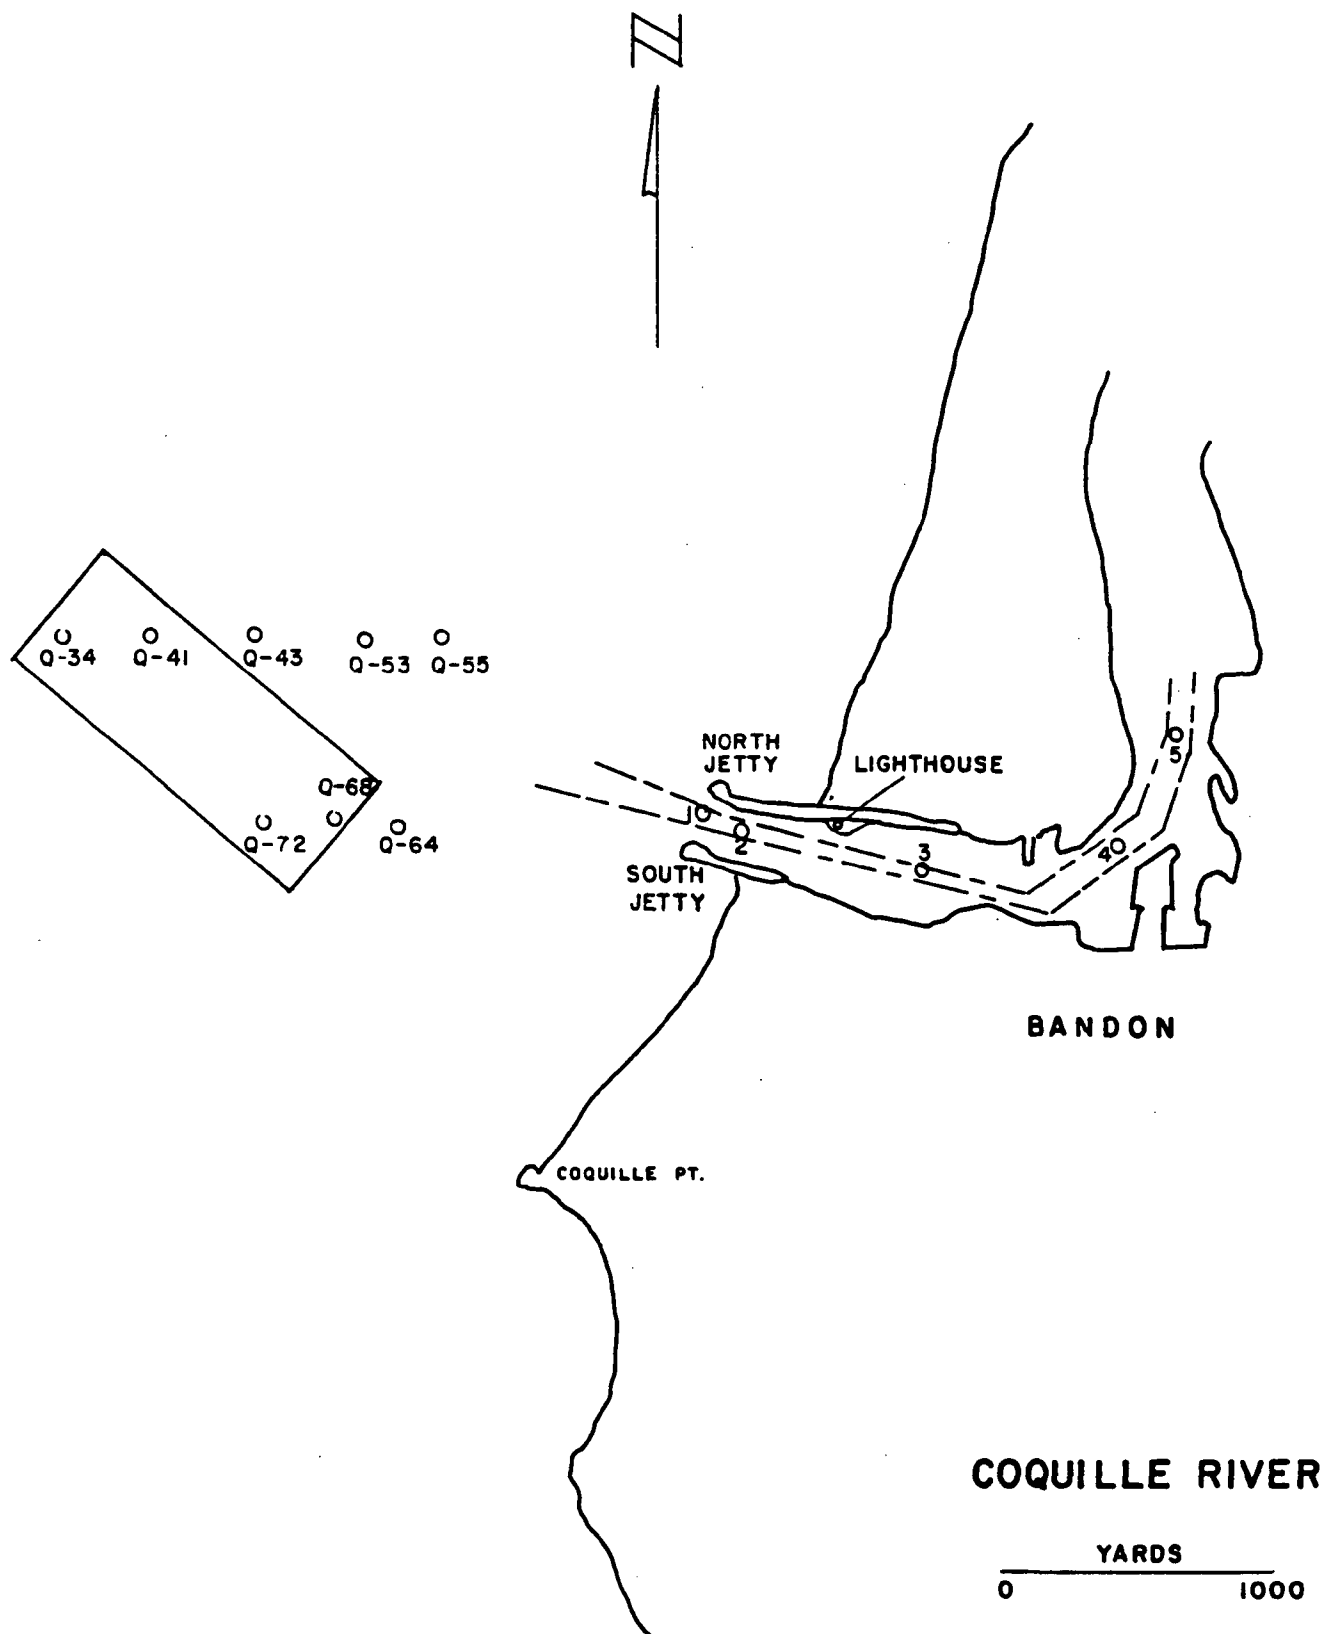 N
Q-34
Q-41
Q-43
Q-53
Q-55
NORTH
JETTY
LIGHTHOUSE
5
Q-68
Q-72
Q-64
1
2
3
4
SOUTH
JETTY
BANDON
COQUILLE PT.
COQUILLE RIVER
YARDS
0 1000